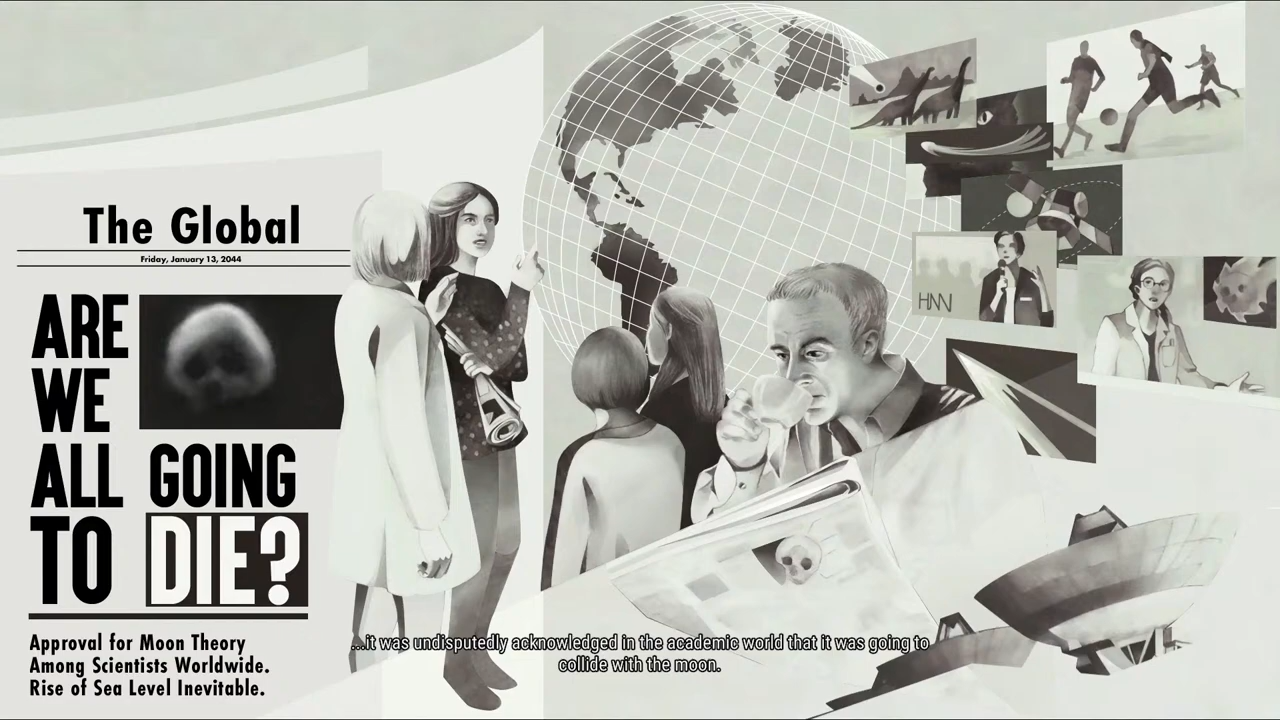 The Global
Friday, January 13, 2044
ARE
WE
ALL GOING
TO DIE?
Approval for Moon Theory
Among Scientists Worldwide.
Rise of Sea Level Inevitable.
HNN
...it was undisputedly acknowledged in the academic world that it was going to
collide with the moon.